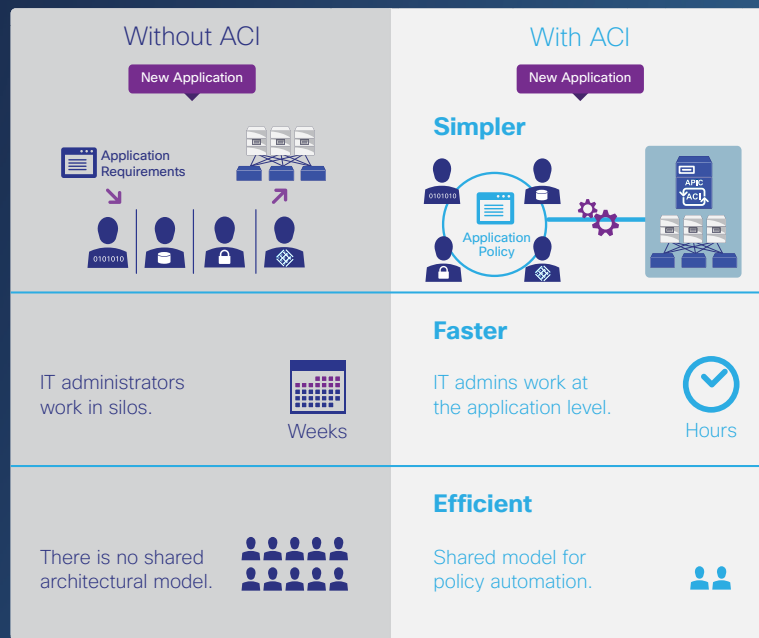 Without ACI
New Application
Application
Requirements
0101010
With ACI
New Application
Simpler
0101010
Application
Policy
APIC
ACI
IT administrators
work in silos.
Weeks
Faster
IT admins work at
the application level.
Hours
There is no shared
architectural model.
Efficient
Shared model for
policy automation.